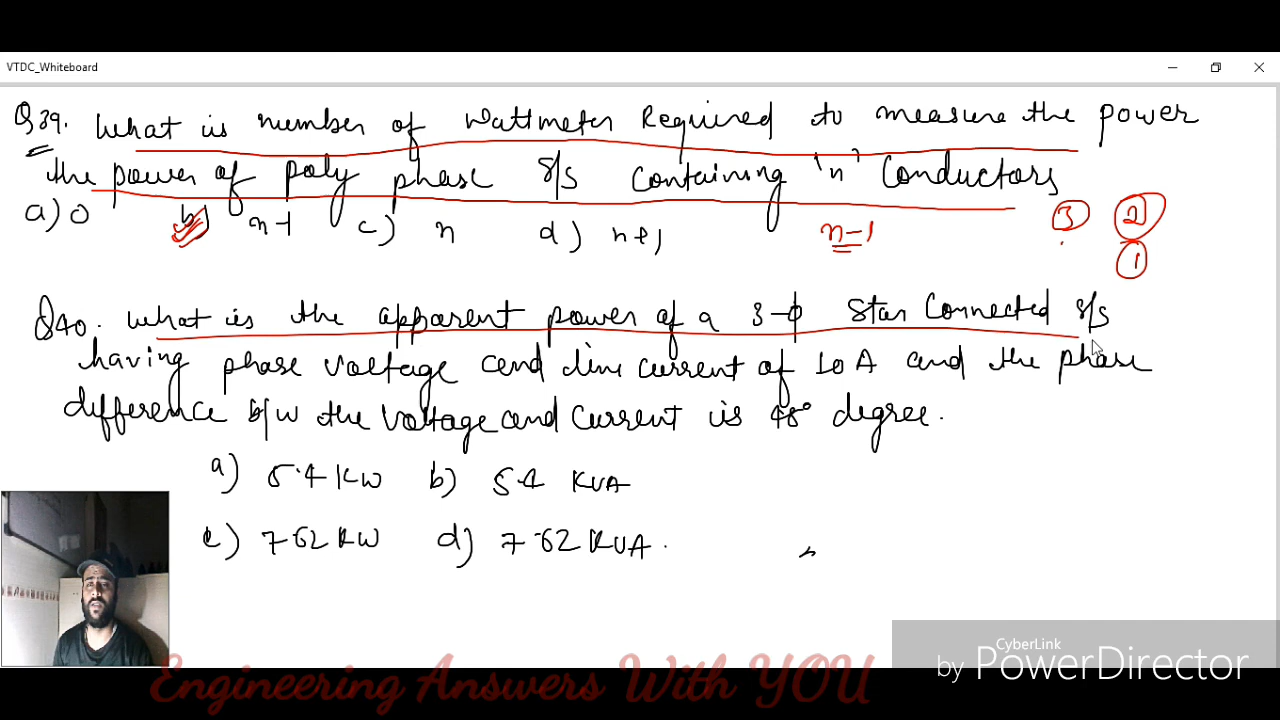 VTDC_Whiteboard
Q39. What is number of Wattmeter Required to measure the power
the power of poly phase s/s containing 'n' Conductors
a) 0 b) n-1 c) n d) n+1 n-1 3 2
1
Q40. What is the apparent power of a 3-ϕ Star Connected s/s
having phase voltage and line current of 10 A and the phase
difference b/w the voltage and current is 45° degree.
a) 5.4 KW b) 5.4 KVA
c) 7.62 KW d) 7.62 KVA.
CyberLink
by PowerDirector
Engineering Answers With YOU